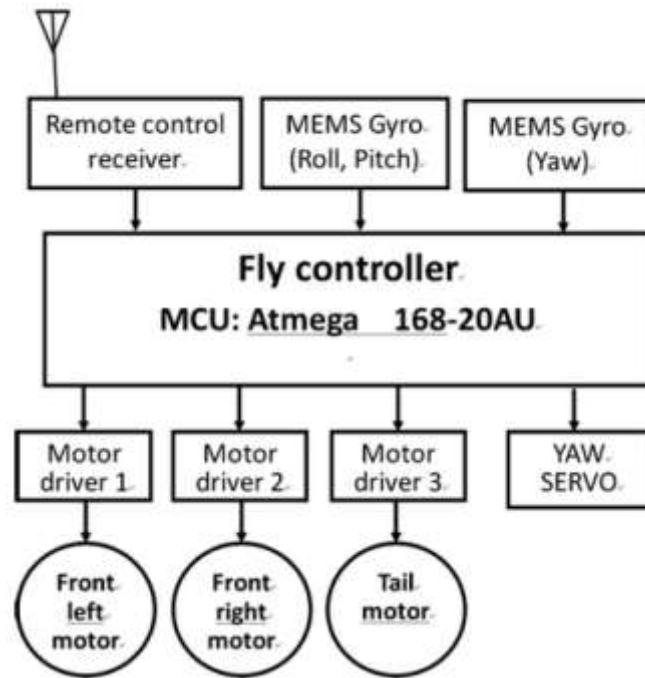 Remote control
receiver
MEMS Gyro
(Roll, Pitch)
MEMS Gyro
(Yaw)
Fly controller
MCU: Atmega 168-20AU
Motor
driver 1
Motor
driver 2
Motor
driver 3
YAW
SERVO
Front
left
motor
Front
right
motor
Tail
motor